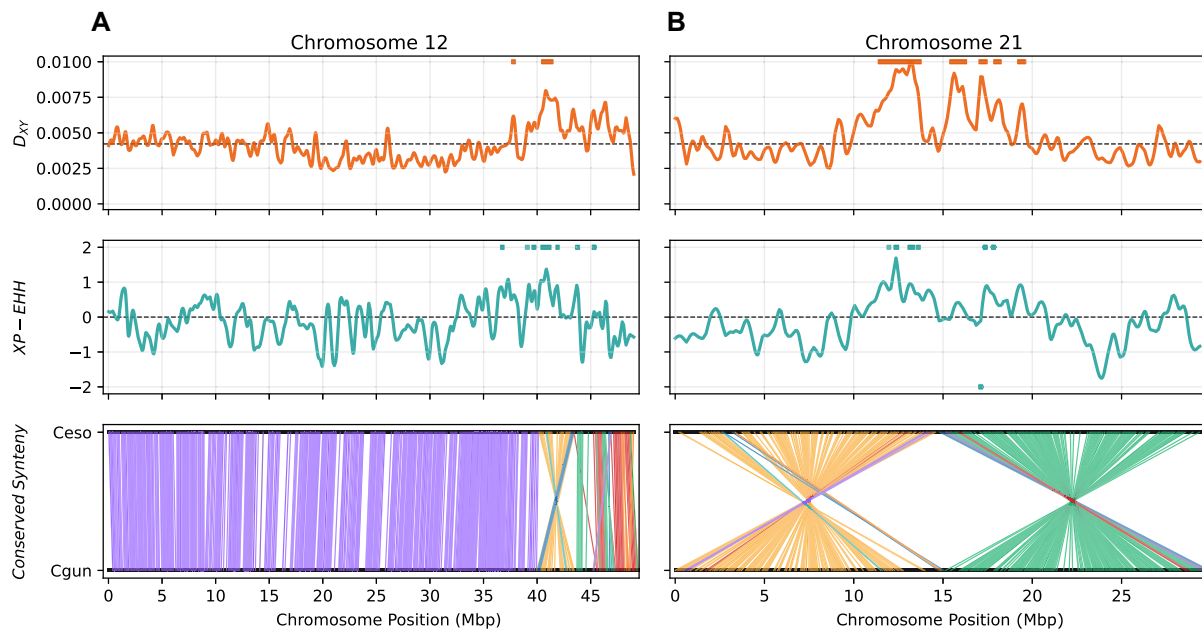 A
B
Chromosome 12
Chromosome 21
D_XY
0.0100
0.0075
0.0050
0.0025
0.0000
XP − EHH
2
1
0
−1
−2
Conserved Synteny
Ceso
Cgun
0 5 10 15 20 25 30 35 40 45
0 5 10 15 20 25
Chromosome Position (Mbp)
Chromosome Position (Mbp)